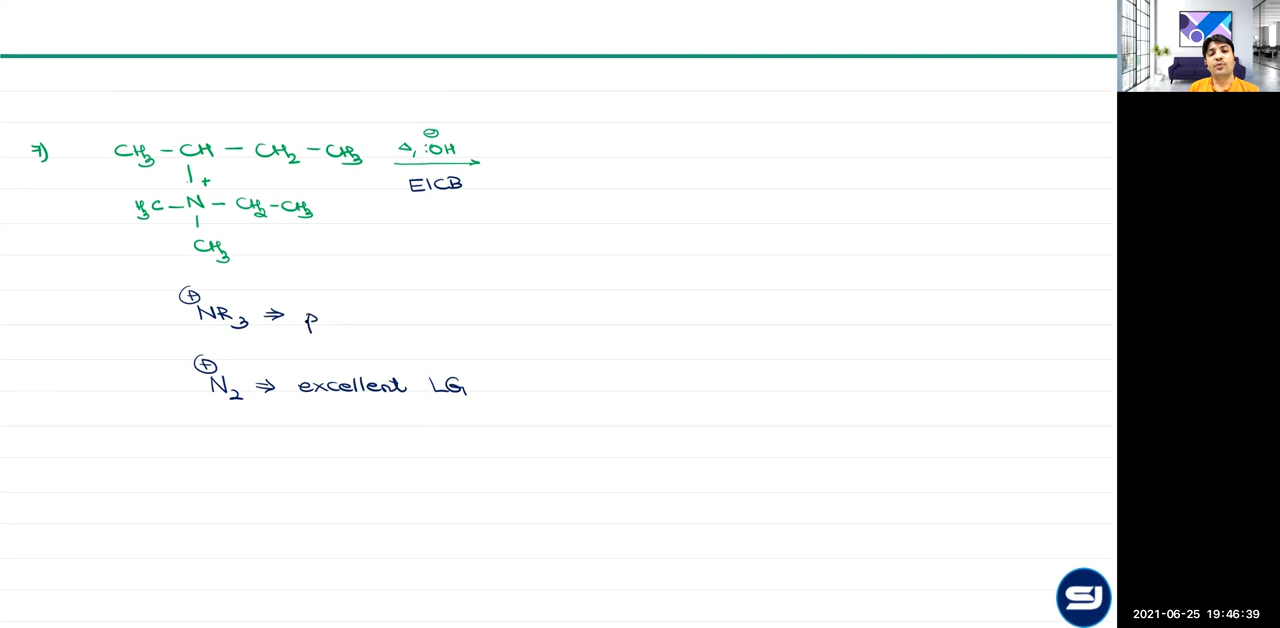 7) CH₃ – CH – CH₂ – CH₃ Δ, :OH⊖
E1CB
H₃C – N⁺ – CH₂–CH₃
CH₃
⊕NR₃ ⇒ p
⊕N₂ ⇒ excellent LG
SJ
2021-06-25 19:46:39